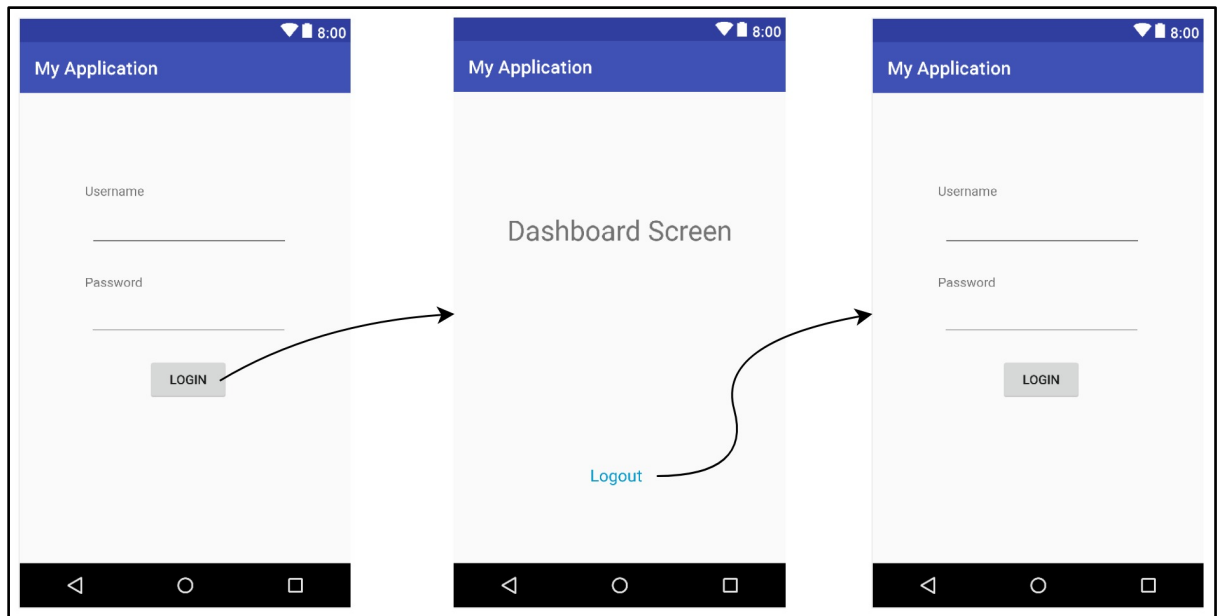 8:00
My Application
Username
Password
LOGIN
8:00
My Application
Dashboard Screen
Logout
8:00
My Application
Username
Password
LOGIN